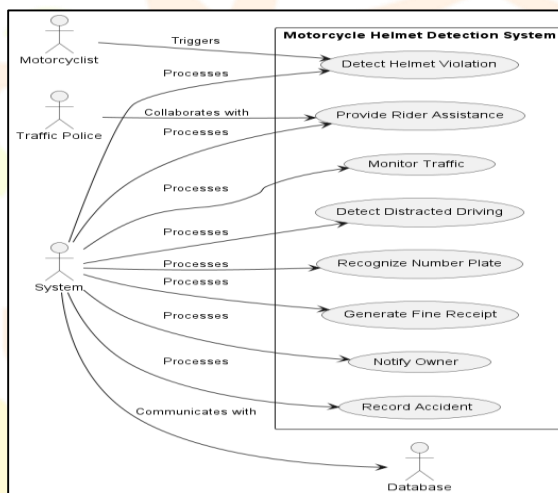 Motorcycle Helmet Detection System
Motorcyclist
Triggers
Detect Helmet Violation
Processes
Traffic Police
Collaborates with
Provide Rider Assistance
Processes
Monitor Traffic
Processes
Detect Distracted Driving
Processes
System
Processes
Recognize Number Plate
Processes
Generate Fine Receipt
Processes
Notify Owner
Processes
Record Accident
Communicates with
Database